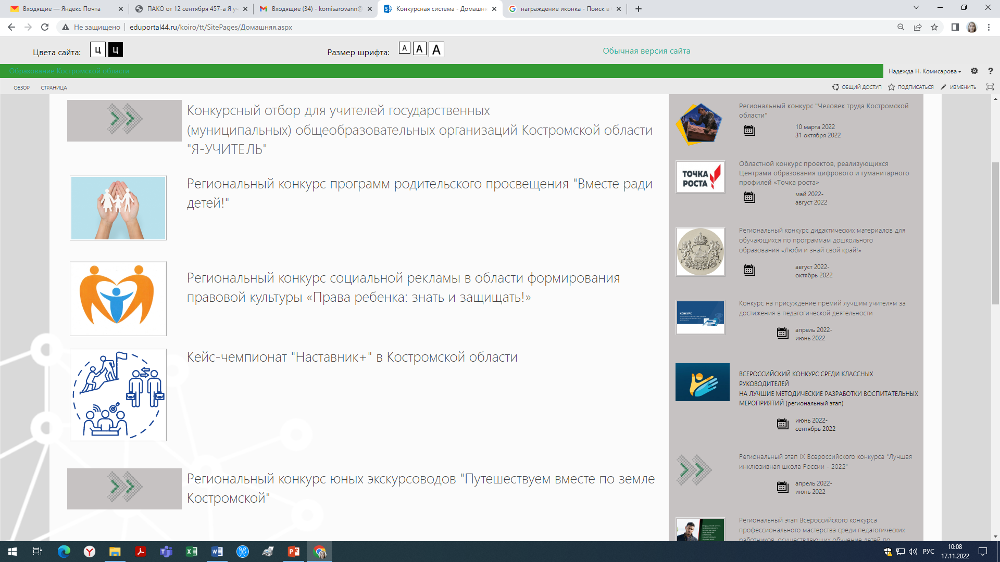 Входящие — Яндекс Почта
ПАКО от 12 сентября 457-а Я у
Входящие (34) - komisarovann@
Конкурсная система - Домашня
награждение иконка - Поиск в
Не защищено
eduportal44.ru/koiro/tt/SitePages/Домашняя.aspx
Цвета сайта:
Ц
Ц
Размер шрифта:
A
A
A
Обычная версия сайта
Образование Костромской области
Надежда Н. Комисарова
?
ОБЗОР
СТРАНИЦА
ОБЩИЙ ДОСТУП
ПОДПИСАТЬСЯ
ИЗМЕНИТЬ
Конкурсный отбор для учителей государственных
(муниципальных) общеобразовательных организаций Костромской области
"Я-УЧИТЕЛЬ"
Региональный конкурс программ родительского просвещения "Вместе ради
детей!"
Региональный конкурс социальной рекламы в области формирования
правовой культуры «Права ребенка: знать и защищать!»
Кейс-чемпионат "Наставник+" в Костромской области
Региональный конкурс юных экскурсоводов "Путешествуем вместе по земле
Костромской"
Региональный конкурс "Человек труда Костромской
области"
10 марта 2022
31 октября 2022
ТОЧКА
РОСТА
Областной конкурс проектов, реализующихся
Центрами образования цифрового и гуманитарного
профилей «Точка роста»
май 2022-
август 2022
Региональный конкурс дидактических материалов для
обучающихся по программам дошкольного
образования «Люби и знай свой край!»
август 2022-
октябрь 2022
КОНКУРС
Конкурс на присуждение премий лучшим учителям за
достижения в педагогической деятельности
апрель 2022-
июнь 2022
ВСЕРОССИЙСКИЙ КОНКУРС СРЕДИ КЛАССНЫХ
РУКОВОДИТЕЛЕЙ
НА ЛУЧШИЕ МЕТОДИЧЕСКИЕ РАЗРАБОТКИ ВОСПИТАТЕЛЬНЫХ
МЕРОПРИЯТИЙ (региональный этап)
июнь 2022-
сентябрь 2022
Региональный этап IX Всероссийского конкурса "Лучшая
инклюзивная школа России - 2022"
апрель 2022-
июнь 2022
Региональный этап Всероссийского конкурса
профессионального мастерства среди педагогических
работников, осуществляющих обучение детей по
РУС
10:08
17.11.2022